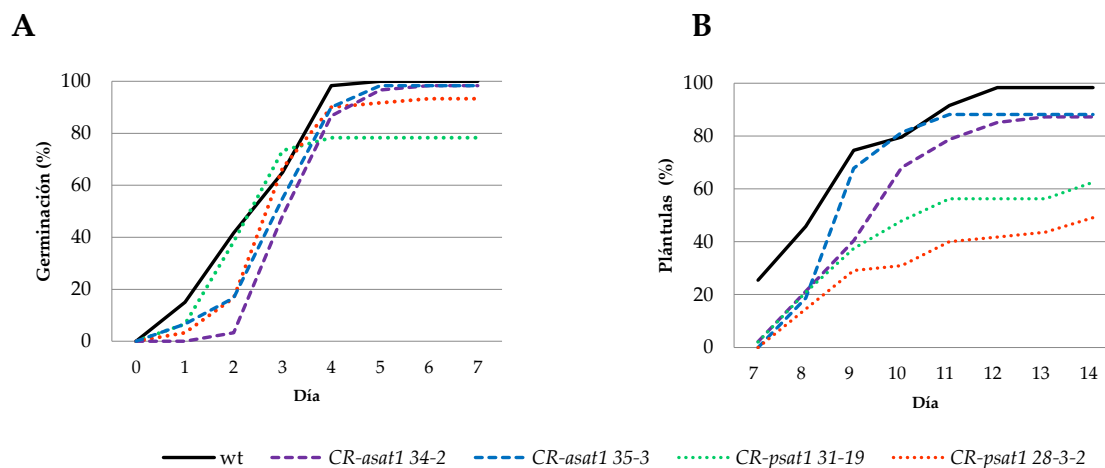 A
Germinación (%)
100
80
60
40
20
0
0 1 2 3 4 5 6 7
Día
B
Plántulas (%)
100
80
60
40
20
0
7 8 9 10 11 12 13 14
Día
wt CR-asat1 34-2 CR-asat1 35-3 CR-psat1 31-19 CR-psat1 28-3-2